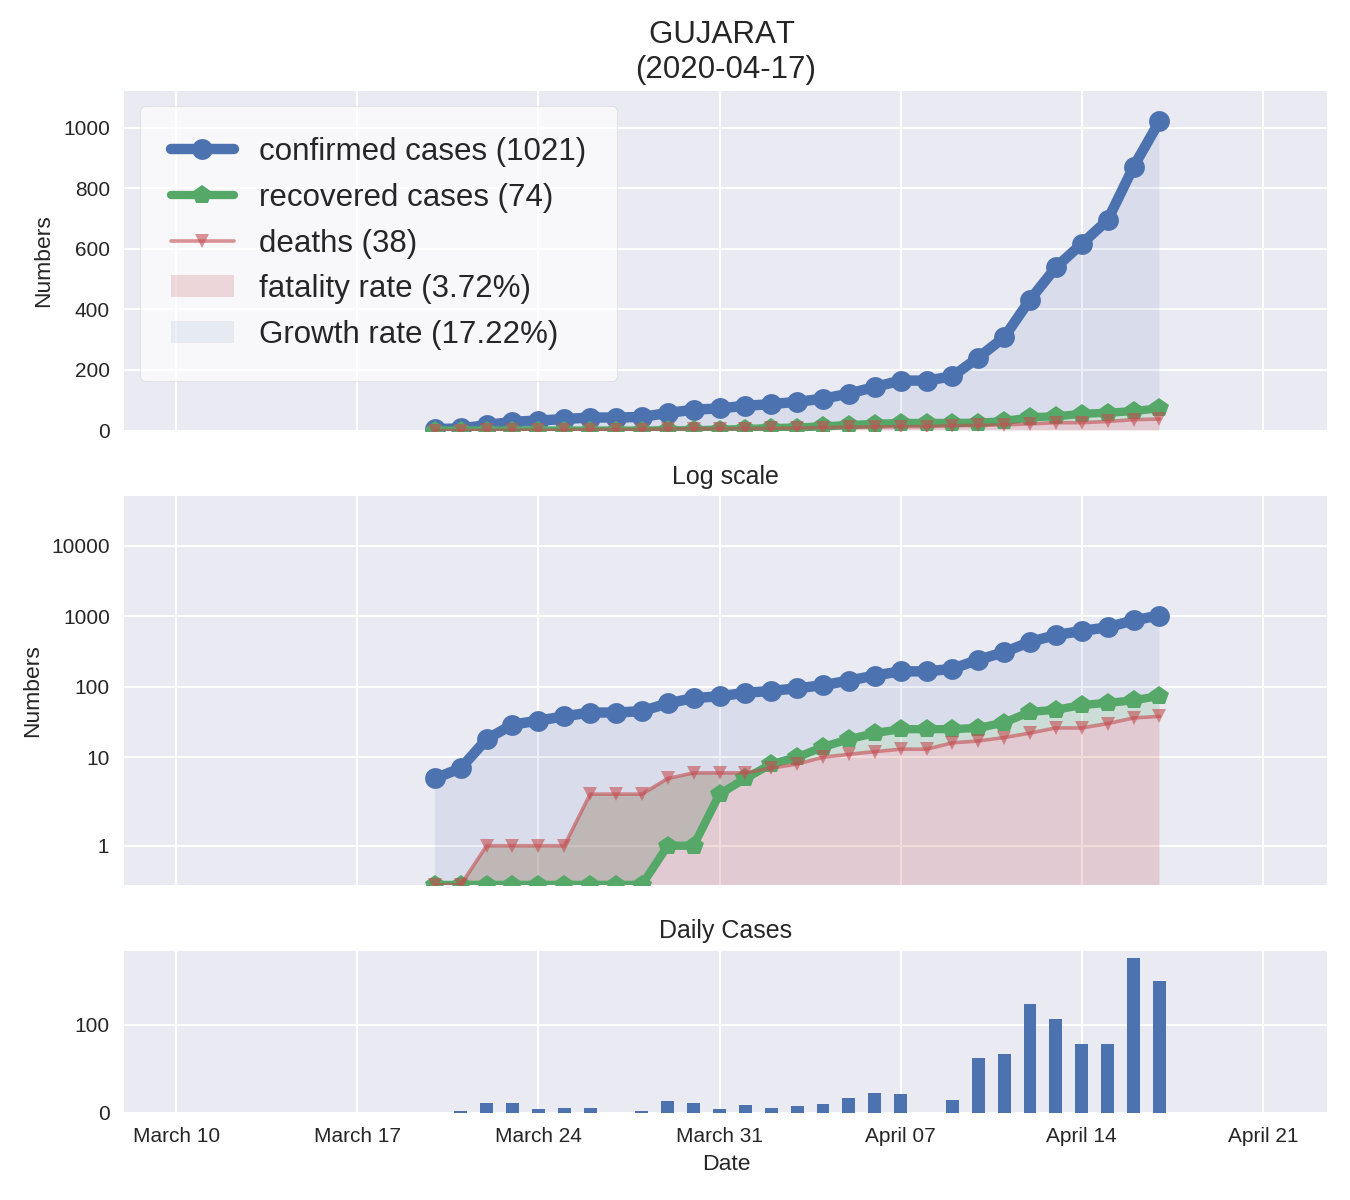 GUJARAT
(2020-04-17)
1000
800
600
400
200
0
Numbers
confirmed cases (1021)
recovered cases (74)
deaths (38)
fatality rate (3.72%)
Growth rate (17.22%)
Log scale
10000
1000
100
10
1
Numbers
Daily Cases
100
0
March 10 March 17 March 24 March 31 April 07 April 14 April 21
Date